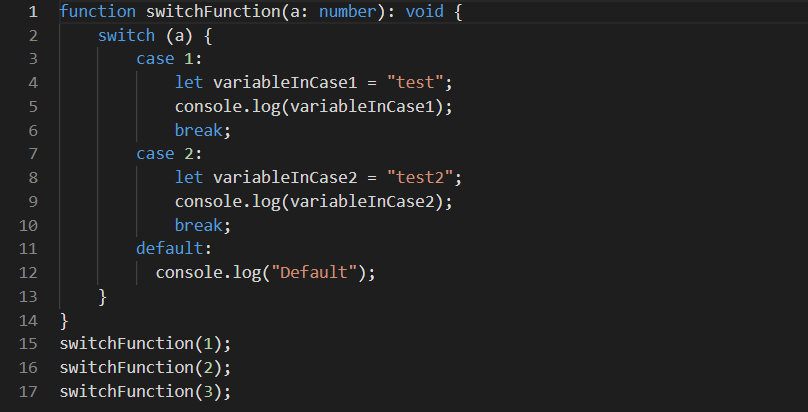 1 function switchFunction(a: number): void {
2     switch (a) {
3         case 1:
4             let variableInCase1 = "test";
5             console.log(variableInCase1);
6             break;
7         case 2:
8             let variableInCase2 = "test2";
9             console.log(variableInCase2);
10             break;
11         default:
12           console.log("Default");
13     }
14 }
15 switchFunction(1);
16 switchFunction(2);
17 switchFunction(3);